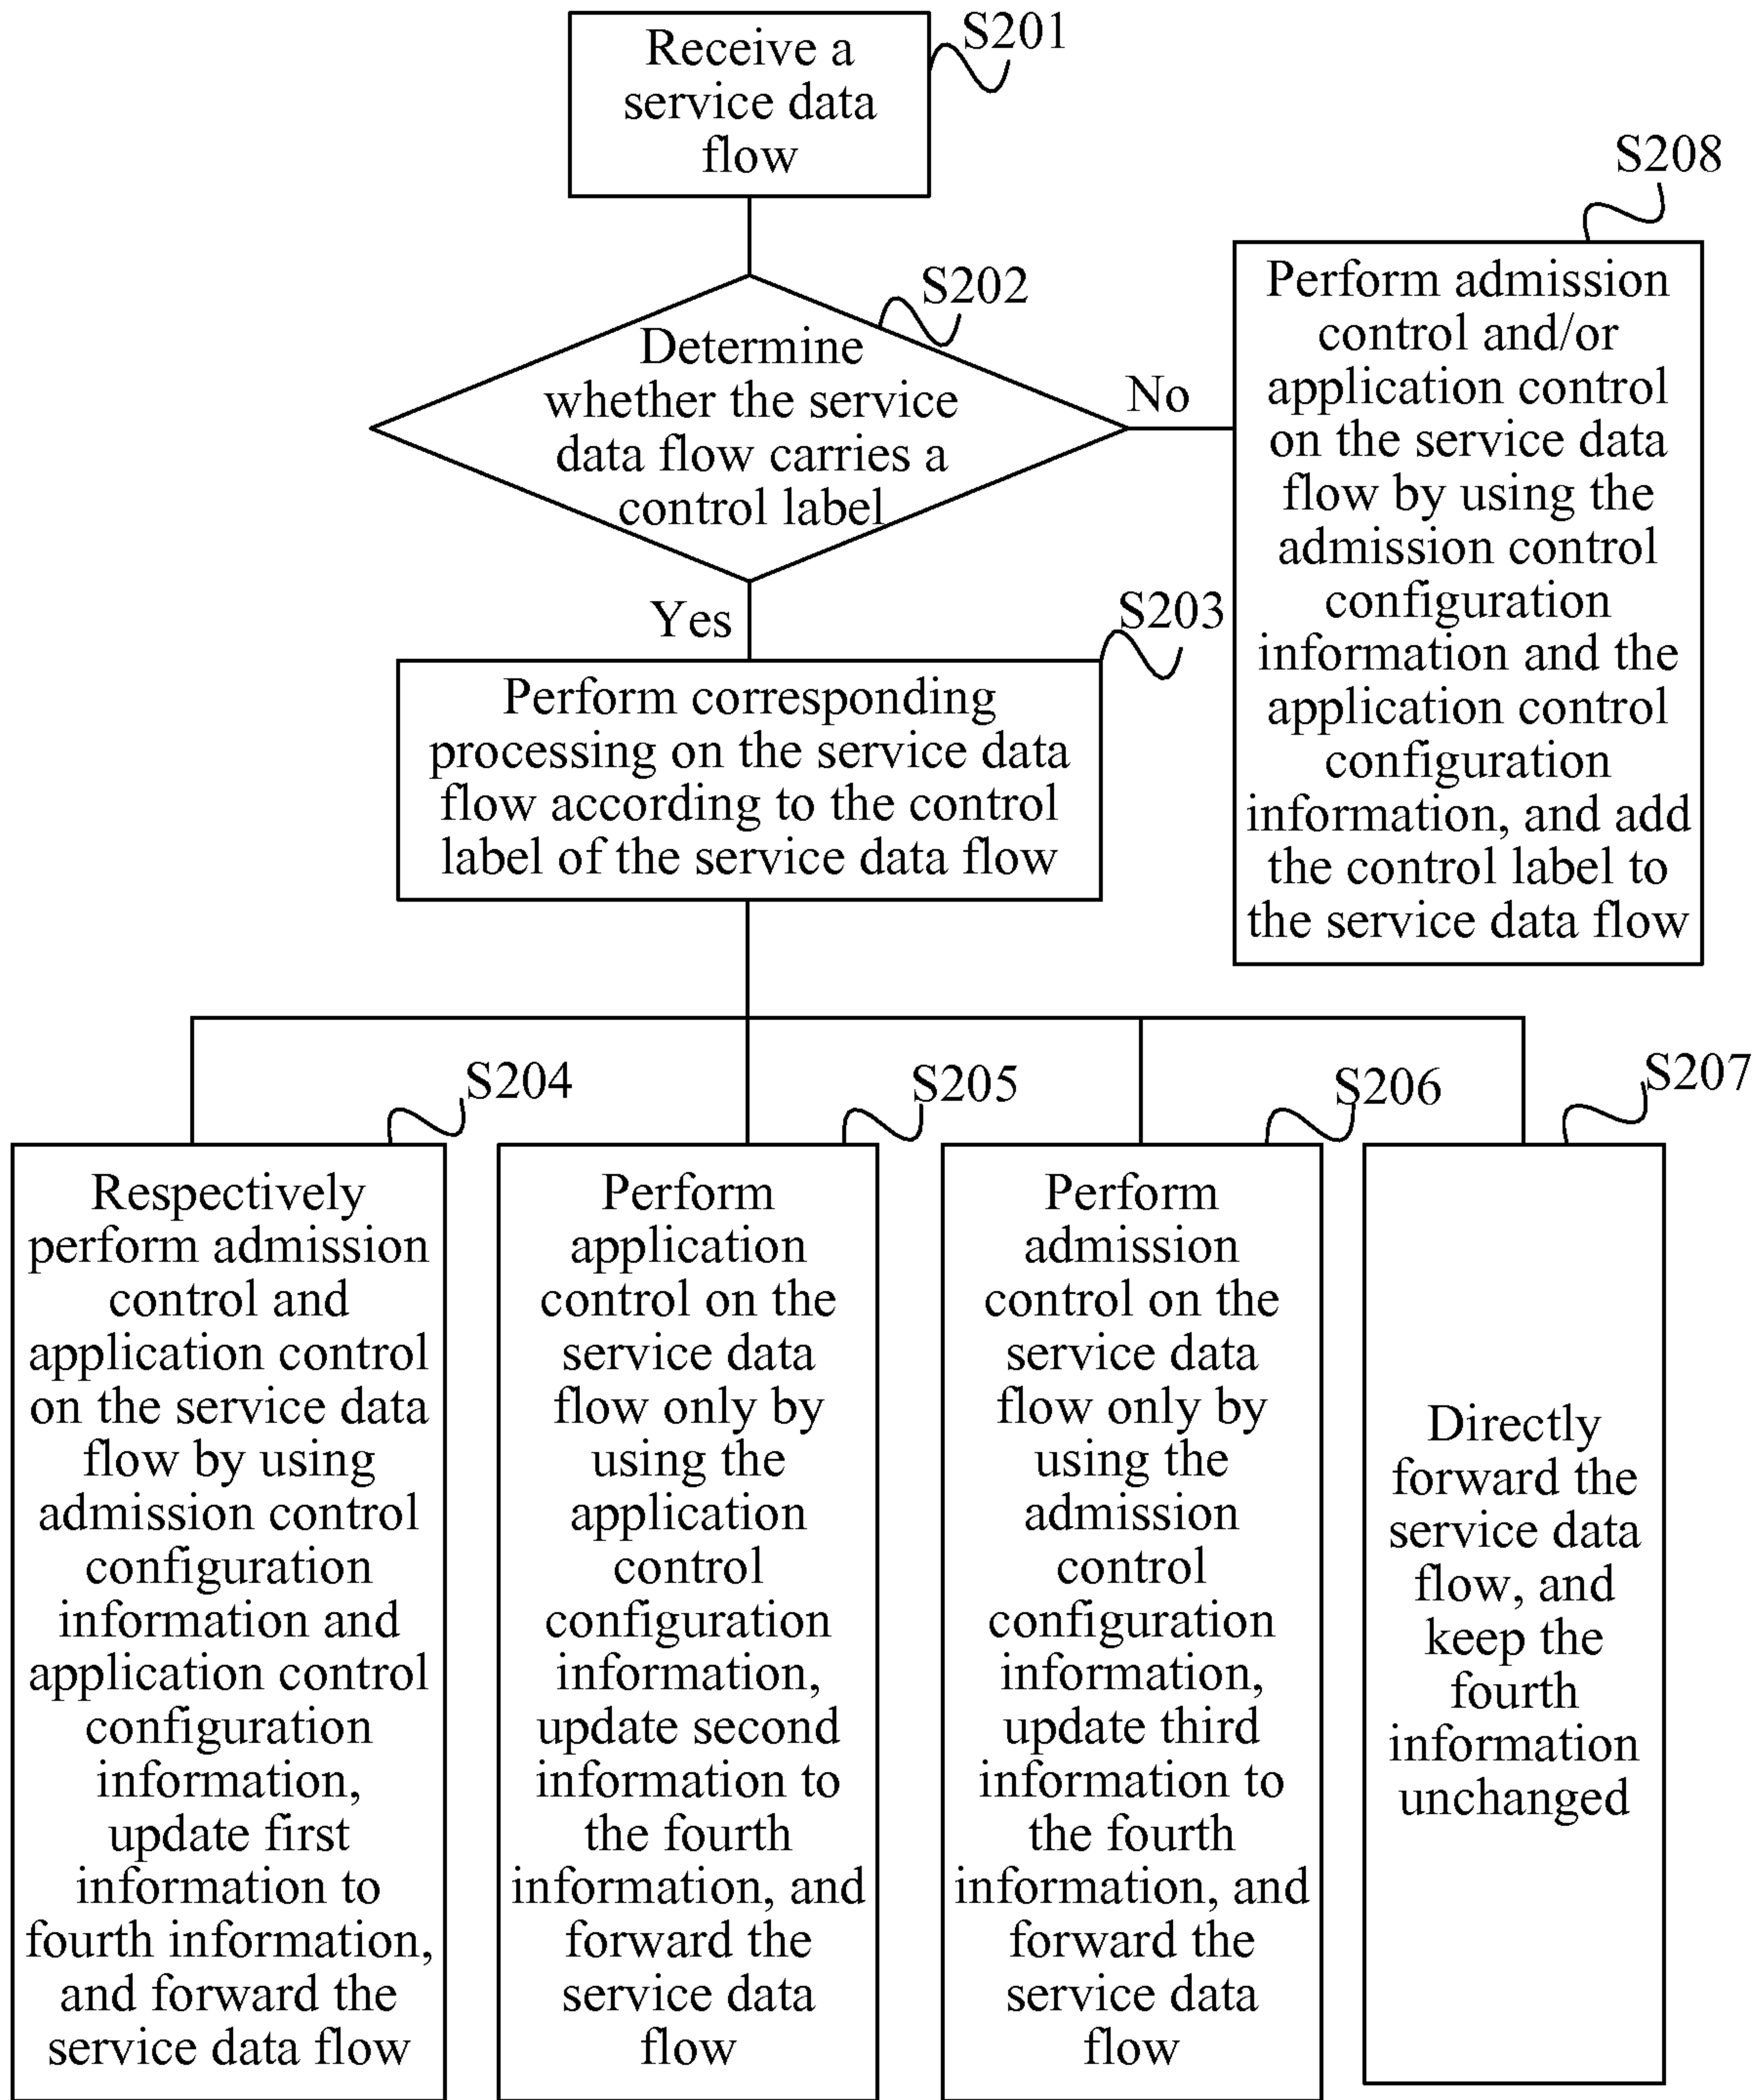 Receive a
service data
flow
S201
S202
Determine
whether the service
data flow carries a
control label
No
Yes
S208
Perform admission
control and/or
application control
on the service data
flow by using the
admission control
configuration
information and the
application control
configuration
information, and add
the control label to
the service data flow
S203
Perform corresponding
processing on the service data
flow according to the control
label of the service data flow
S204
Respectively
perform admission
control and
application control
on the service data
flow by using
admission control
configuration
information and
application control
configuration
information,
update first
information to
fourth information,
and forward the
service data flow
S205
Perform
application
control on the
service data
flow only by
using the
application
control
configuration
information,
update second
information to
the fourth
information, and
forward the
service data
flow
S206
Perform
admission
control on the
service data
flow only by
using the
admission
control
configuration
information,
update third
information to
the fourth
information, and
forward the
service data
flow
S207
Directly
forward the
service data
flow, and
keep the
fourth
information
unchanged